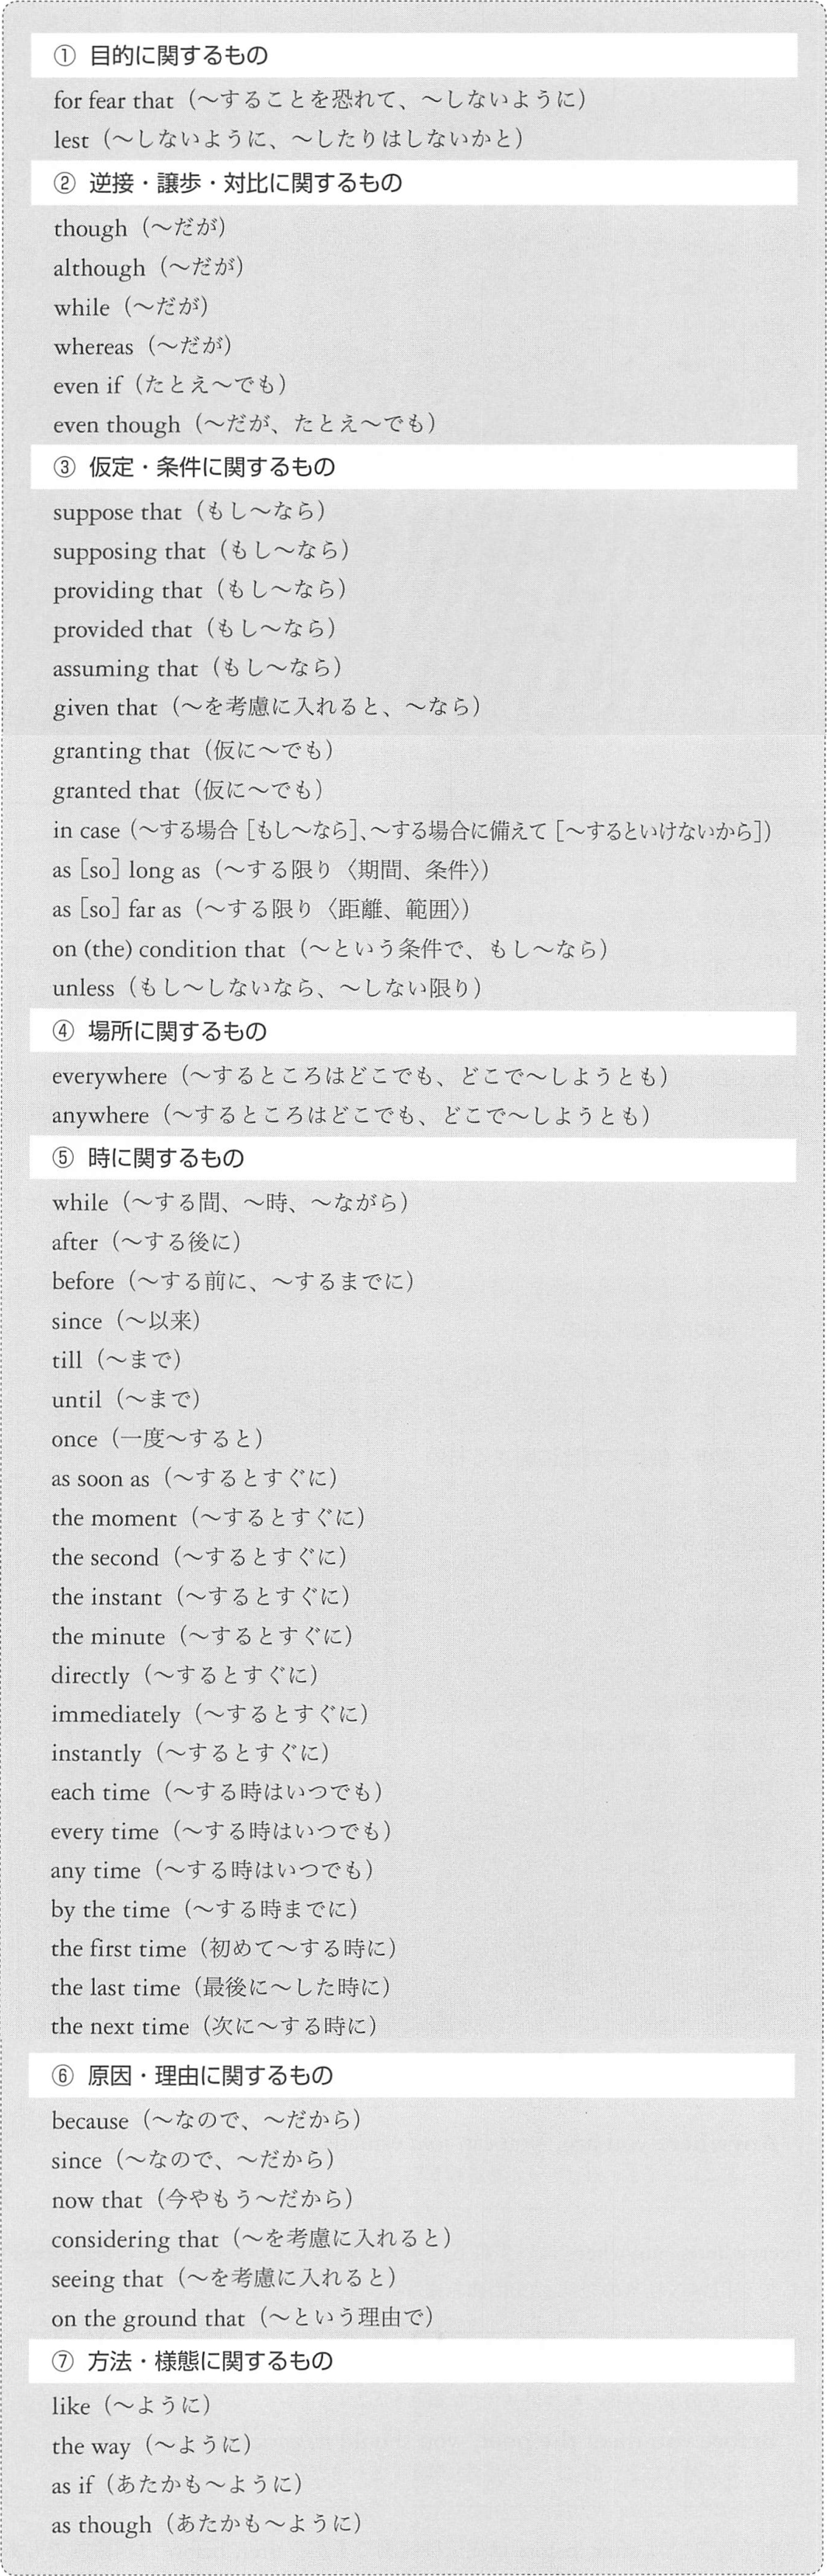 ① 目的に関するもの
for fear that（〜することを恐れて、〜しないように）
lest（〜しないように、〜したりはしないかと）
② 逆接・譲歩・対比に関するもの
though（〜だが）
although（〜だが）
while（〜だが）
whereas（〜だが）
even if（たとえ〜でも）
even though（〜だが、たとえ〜でも）
③ 仮定・条件に関するもの
suppose that（もし〜なら）
supposing that（もし〜なら）
providing that（もし〜なら）
provided that（もし〜なら）
assuming that（もし〜なら）
given that（〜を考慮に入れると、〜なら）
granting that（仮に〜でも）
granted that（仮に〜でも）
in case（〜する場合［もし〜なら］、〜する場合に備えて［〜するといけないから］）
as［so］long as（〜する限り〈期間、条件〉）
as［so］far as（〜する限り〈距離、範囲〉）
on (the) condition that（〜という条件で、もし〜なら）
unless（もし〜しないなら、〜しない限り）
④ 場所に関するもの
everywhere（〜するところはどこでも、どこで〜しようとも）
anywhere（〜するところはどこでも、どこで〜しようとも）
⑤ 時に関するもの
while（〜する間、〜時、〜ながら）
after（〜する後に）
before（〜する前に、〜するまでに）
since（〜以来）
till（〜まで）
until（〜まで）
once（一度〜すると）
as soon as（〜するとすぐに）
the moment（〜するとすぐに）
the second（〜するとすぐに）
the instant（〜するとすぐに）
the minute（〜するとすぐに）
directly（〜するとすぐに）
immediately（〜するとすぐに）
instantly（〜するとすぐに）
each time（〜する時はいつでも）
every time（〜する時はいつでも）
any time（〜する時はいつでも）
by the time（〜する時までに）
the first time（初めて〜する時に）
the last time（最後に〜した時に）
the next time（次に〜する時に）
⑥ 原因・理由に関するもの
because（〜なので、〜だから）
since（〜なので、〜だから）
now that（今やもう〜だから）
considering that（〜を考慮に入れると）
seeing that（〜を考慮に入れると）
on the ground that（〜という理由で）
⑦ 方法・様態に関するもの
like（〜ように）
the way（〜ように）
as if（あたかも〜ように）
as though（あたかも〜ように）